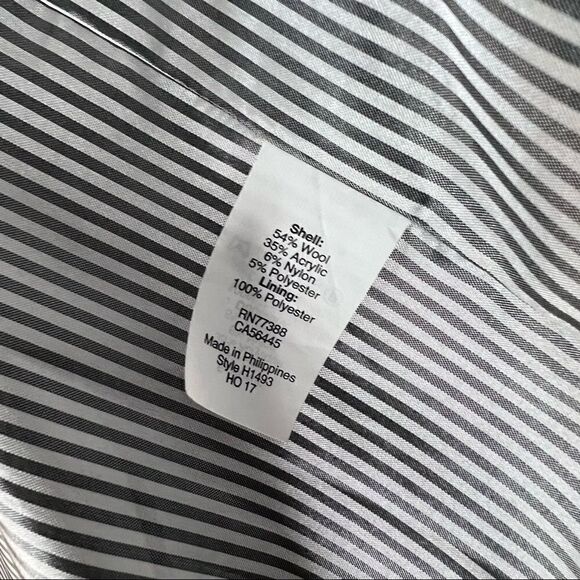 Shell:
54% Wool
35% Acrylic
6% Nylon
5% Polyester
Lining:
100% Polyester
RN77388
CA56445
Made in Philippines
Style H1493
HO 17